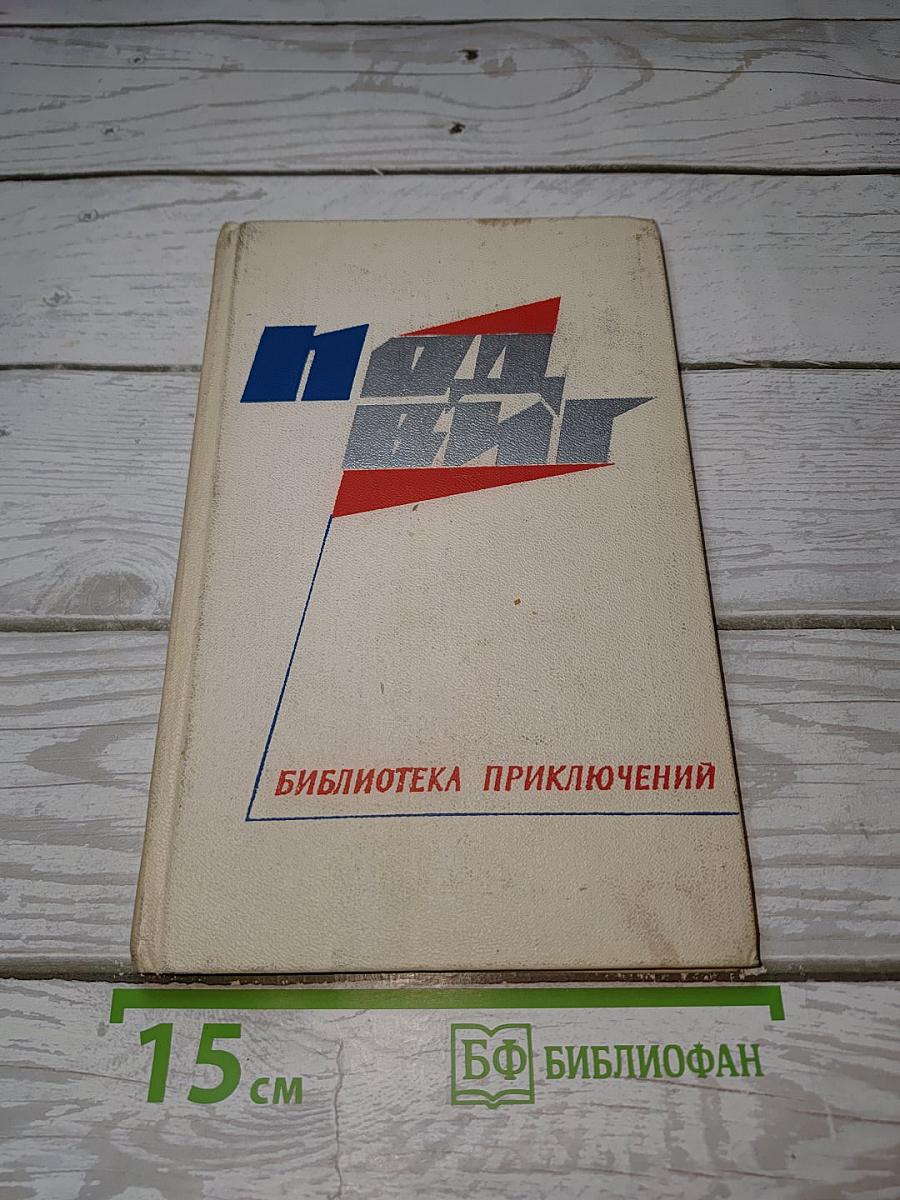 ПОД
ВИГ
БИБЛИОТЕКА ПРИКЛЮЧЕНИЙ
15 см
БФ БИБЛИОФАН